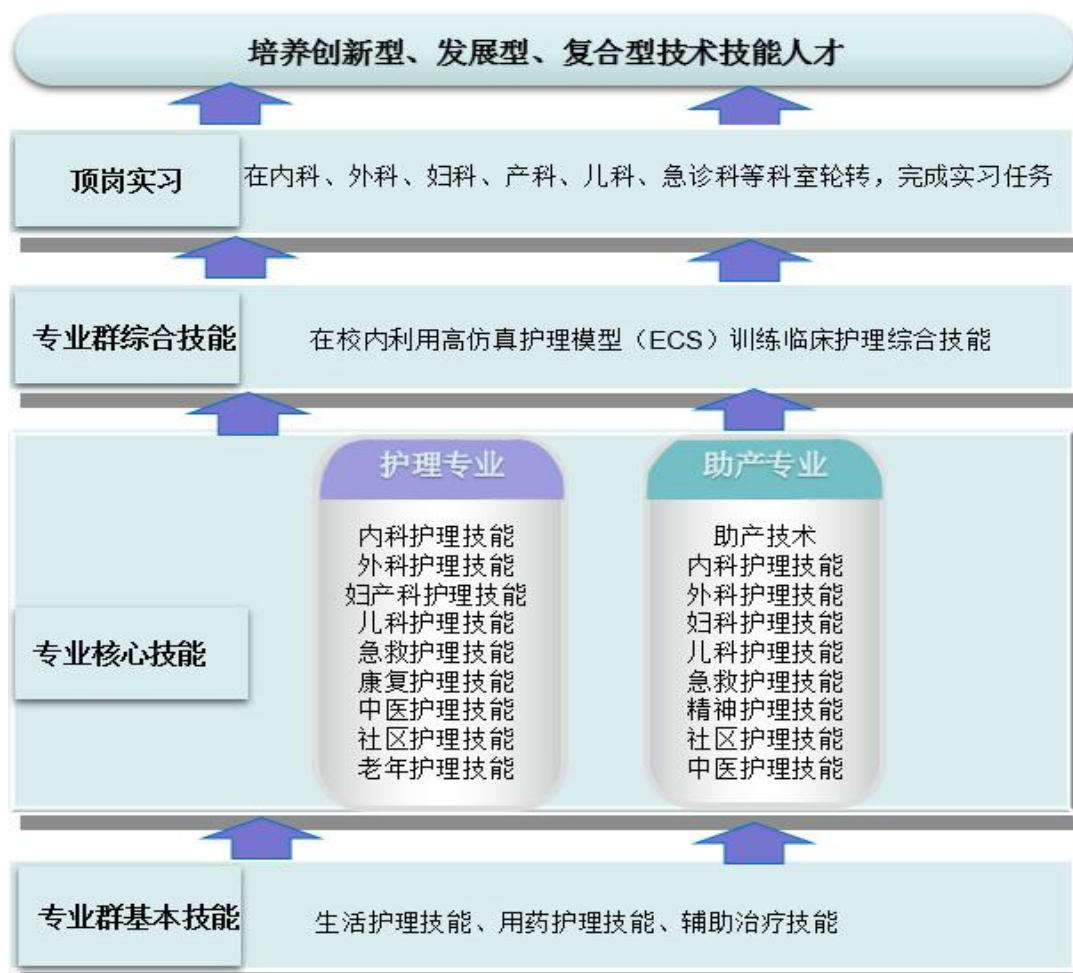 培养创新型、发展型、复合型技术技能人才
顶岗实习
在内科、外科、妇科、产科、儿科、急诊科等科室轮转，完成实习任务
专业群综合技能
在校内利用高仿真护理模型（ECS）训练临床护理综合技能
专业核心技能
护理专业
内科护理技能
外科护理技能
妇产科护理技能
儿科护理技能
急救护理技能
康复护理技能
中医护理技能
社区护理技能
老年护理技能
助产专业
助产技术
内科护理技能
外科护理技能
妇科护理技能
儿科护理技能
急救护理技能
精神护理技能
社区护理技能
中医护理技能
专业群基本技能
生活护理技能、用药护理技能、辅助治疗技能